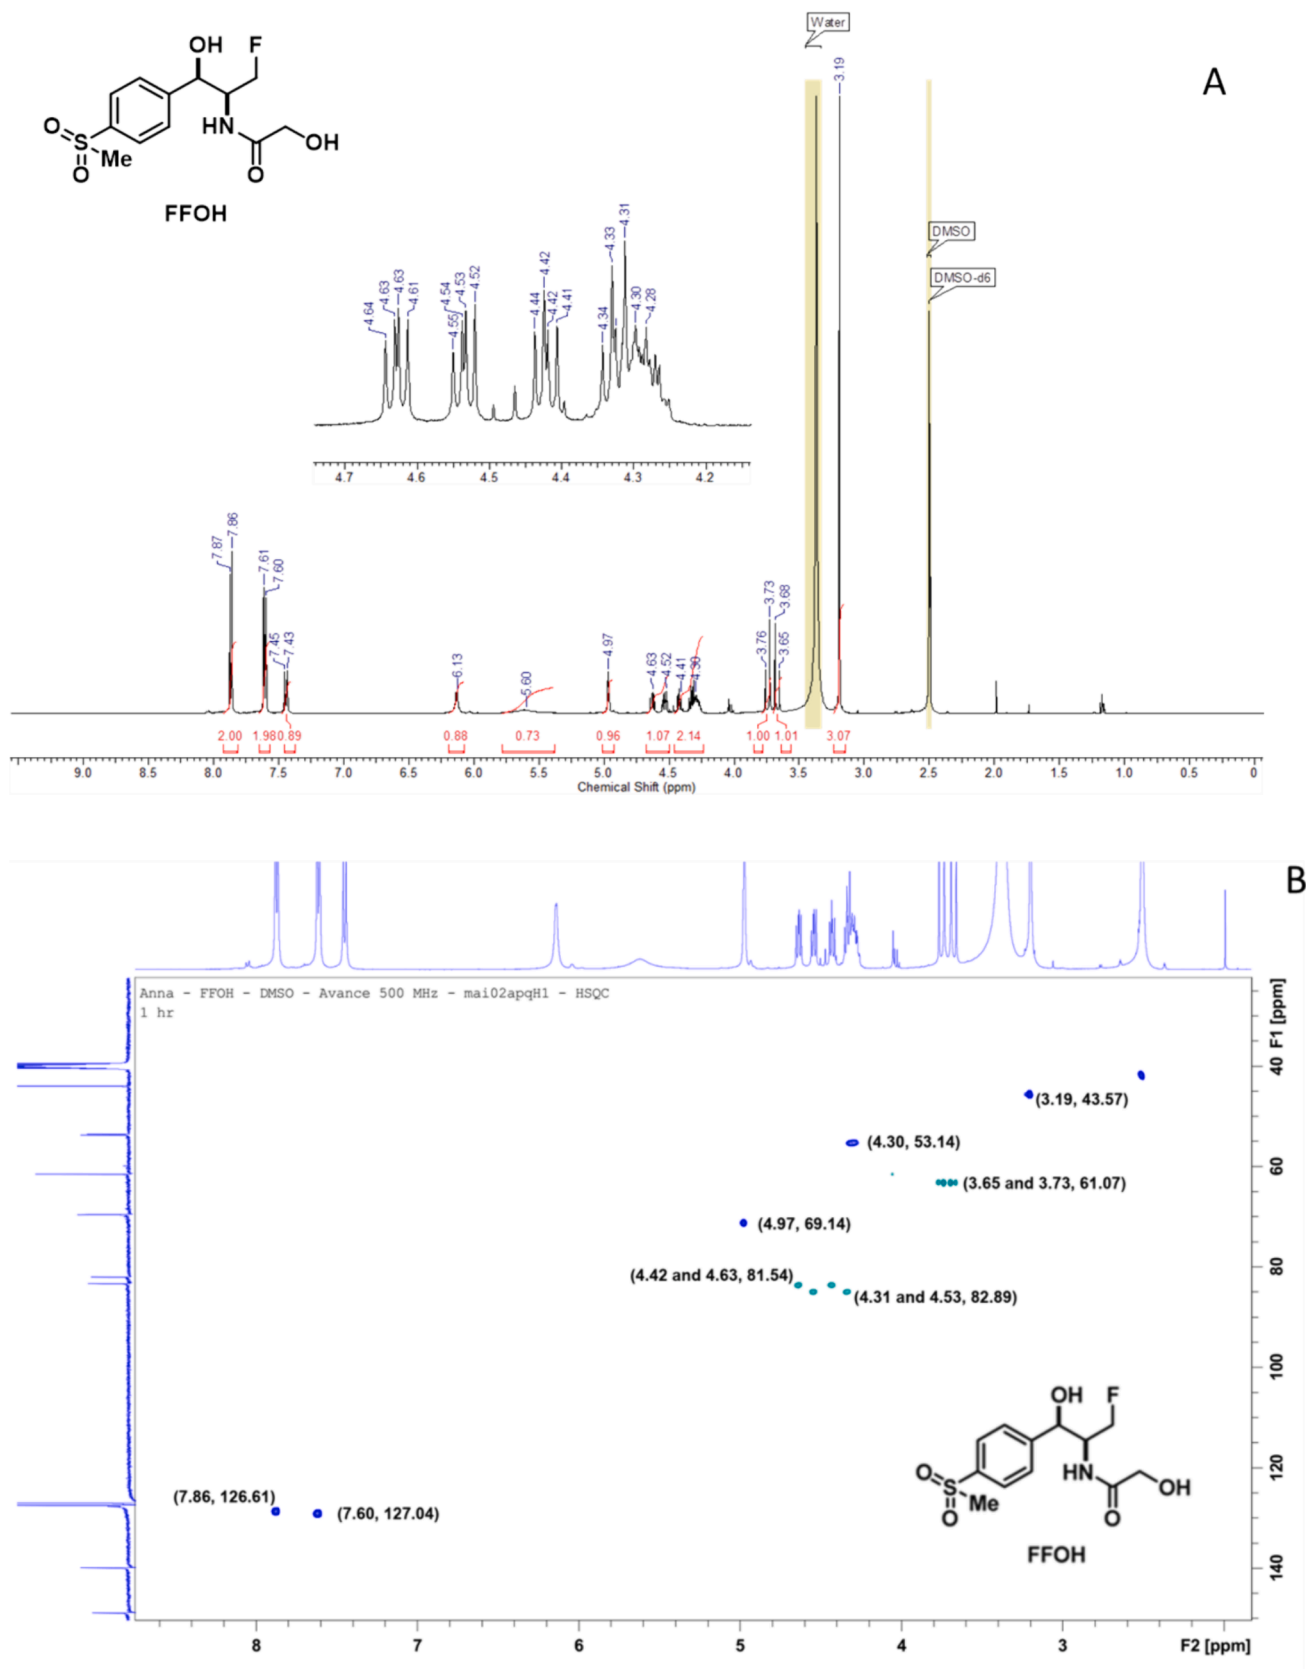 A
OH F
HN
OH
O
O
S
Me
O
FFOH
Water
3.19
DMSO
DMSO-d6
4.64
4.63
4.63
4.61
4.55
4.54
4.53
4.52
4.44
4.42
4.42
4.41
4.34
4.33
4.31
4.30
4.28
4.7 4.6 4.5 4.4 4.3 4.2
7.87
7.86
7.61
7.60
7.45
7.43
6.13
5.60
4.97
4.63
4.52
4.41
4.30
3.76
3.73
3.68
3.65
2.00 1.98 0.89 0.88 0.73 0.96 1.07 2.14 1.00 1.01 3.07
9.0 8.5 8.0 7.5 7.0 6.5 6.0 5.5 5.0 4.5 4.0 3.5 3.0 2.5 2.0 1.5 1.0 0.5 0
Chemical Shift (ppm)
B
Anna - FFOH - DMSO - Avance 500 MHz - mai02apqH1 - HSQC
1 hr
F1 [ppm]
40
60
80
100
120
140
(3.19, 43.57)
(4.30, 53.14)
(3.65 and 3.73, 61.07)
(4.97, 69.14)
(4.42 and 4.63, 81.54)
(4.31 and 4.53, 82.89)
(7.86, 126.61)
(7.60, 127.04)
OH F
HN
OH
O
O
S
Me
O
FFOH
8 7 6 5 4 3 F2 [ppm]